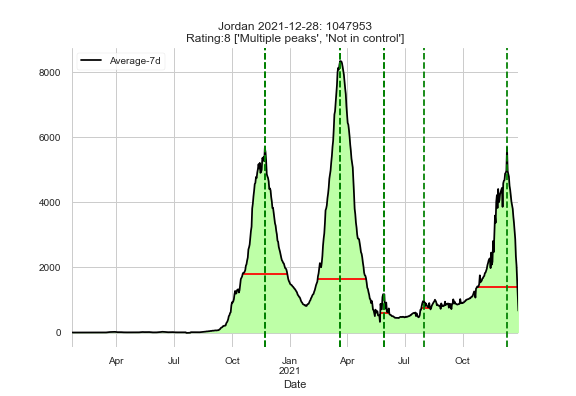 Jordan 2021-12-28: 1047953
Rating:8 ['Multiple peaks', 'Not in control']
Average-7d
8000
6000
4000
2000
0
Apr
Jul
Oct
Jan
2021
Apr
Jul
Oct
Date